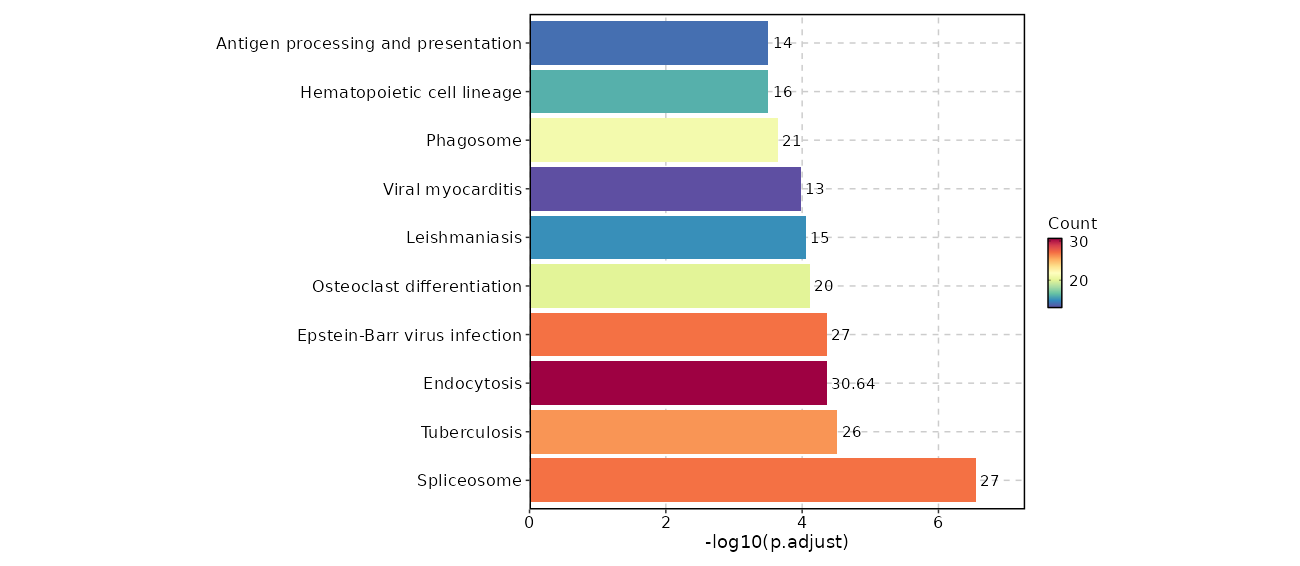 Antigen processing and presentation 14
Hematopoietic cell lineage 16
Phagosome 21
Viral myocarditis 13
Leishmaniasis 15
Osteoclast differentiation 20
Epstein-Barr virus infection 27
Endocytosis 30.64
Tuberculosis 26
Spliceosome 27
0 2 4 6
-log10(p.adjust)
Count
30
20